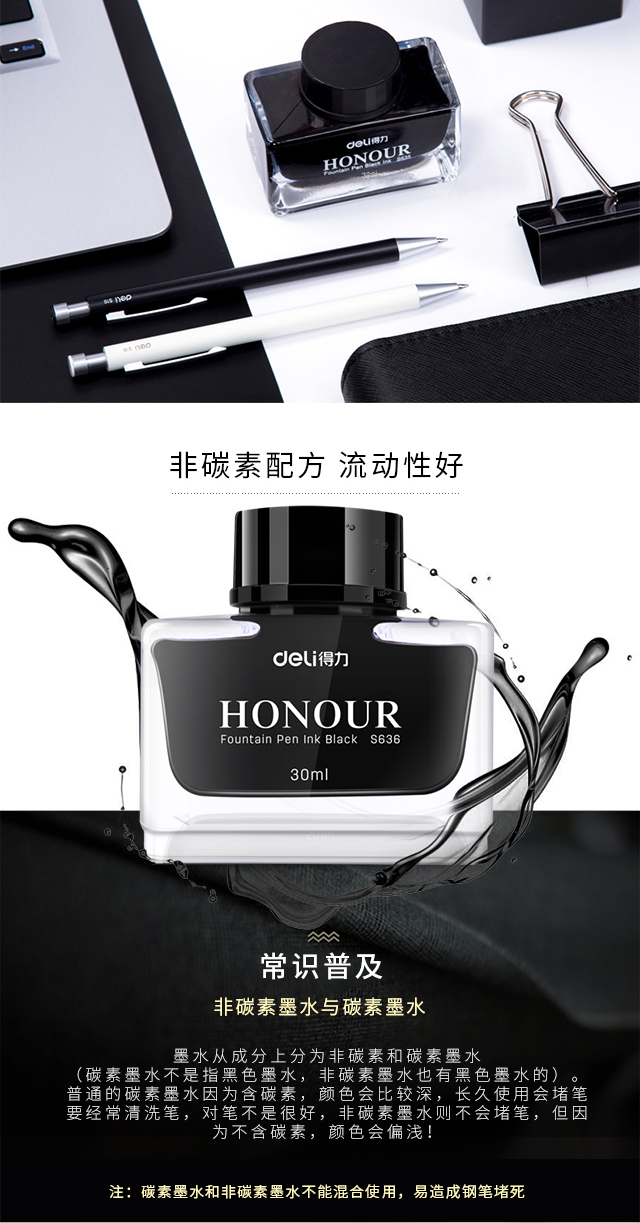 End
deli得力
HONOUR
Fountain Pen Black Ink S635
deli
deli
非碳素配方 流动性好
deli得力
HONOUR
Fountain Pen Ink Black S636
30ml
常识普及
非碳素墨水与碳素墨水
墨水从成分上分为非碳素和碳素墨水
（碳素墨水不是指黑色墨水，非碳素墨水也有黑色墨水的）。
普通的碳素墨水因为含碳素，颜色会比较深，长久使用会堵笔
要经常清洗笔，对笔不是很好，非碳素墨水则不会堵笔，但因
为不含碳素，颜色会偏浅！
注：碳素墨水和非碳素墨水不能混合使用，易造成钢笔堵死